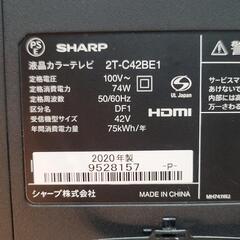 PS
E
SHARP
液晶カラーテレビ 2T-C42BE1
定格電圧 : 100V~
定格消費電力 : 74W
定格周波数 : 50/60Hz
区分名 : DF1
受信機型サイズ : 42V
年間消費電力量 : 75kWh/年
UL Japan
HDMI
2020年製
9528157 -P-
シャープ株式会社 MADE IN CHINA